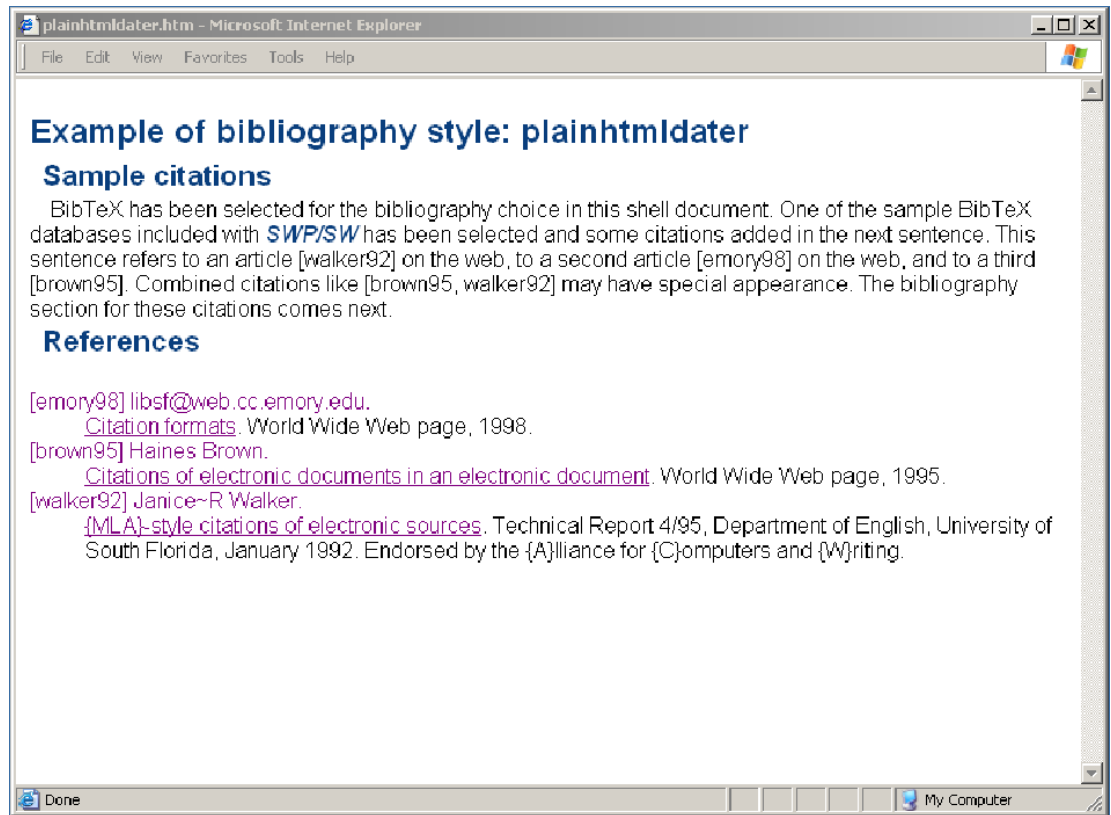 plainhtmldater.htm - Microsoft Internet Explorer
File Edit View Favorites Tools Help
Example of bibliography style: plainhtmldater
Sample citations
BibTeX has been selected for the bibliography choice in this shell document. One of the sample BibTeX
databases included with SWP/SW has been selected and some citations added in the next sentence. This
sentence refers to an article [walker92] on the web, to a second article [emory98] on the web, and to a third
[brown95]. Combined citations like [brown95, walker92] may have special appearance. The bibliography
section for these citations comes next.
References
[emory98] libsf@web.cc.emory.edu.
Citation formats. World Wide Web page, 1998.
[brown95] Haines Brown.
Citations of electronic documents in an electronic document. World Wide Web page, 1995.
[walker92] Janice~R Walker.
{MLA}-style citations of electronic sources. Technical Report 4/95, Department of English, University of
South Florida, January 1992. Endorsed by the {A}lliance for {C}omputers and {W}riting.
Done
My Computer